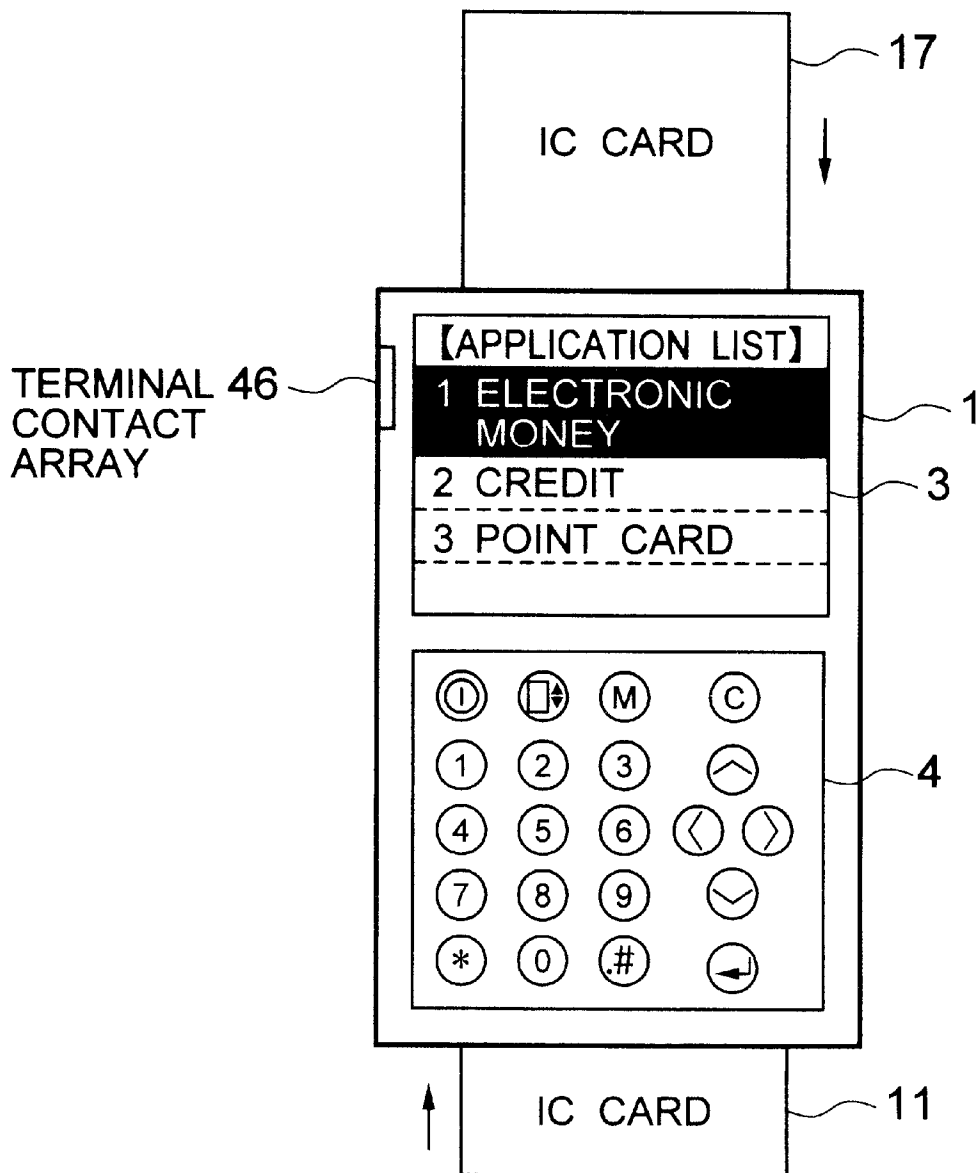 17
IC CARD
【APPLICATION LIST】
1 ELECTRONIC
MONEY
2 CREDIT
3 POINT CARD
TERMINAL 46
CONTACT
ARRAY
1
3
M C
1 2 3
4 5 6
7 8 9
* 0 .#
4
IC CARD
11